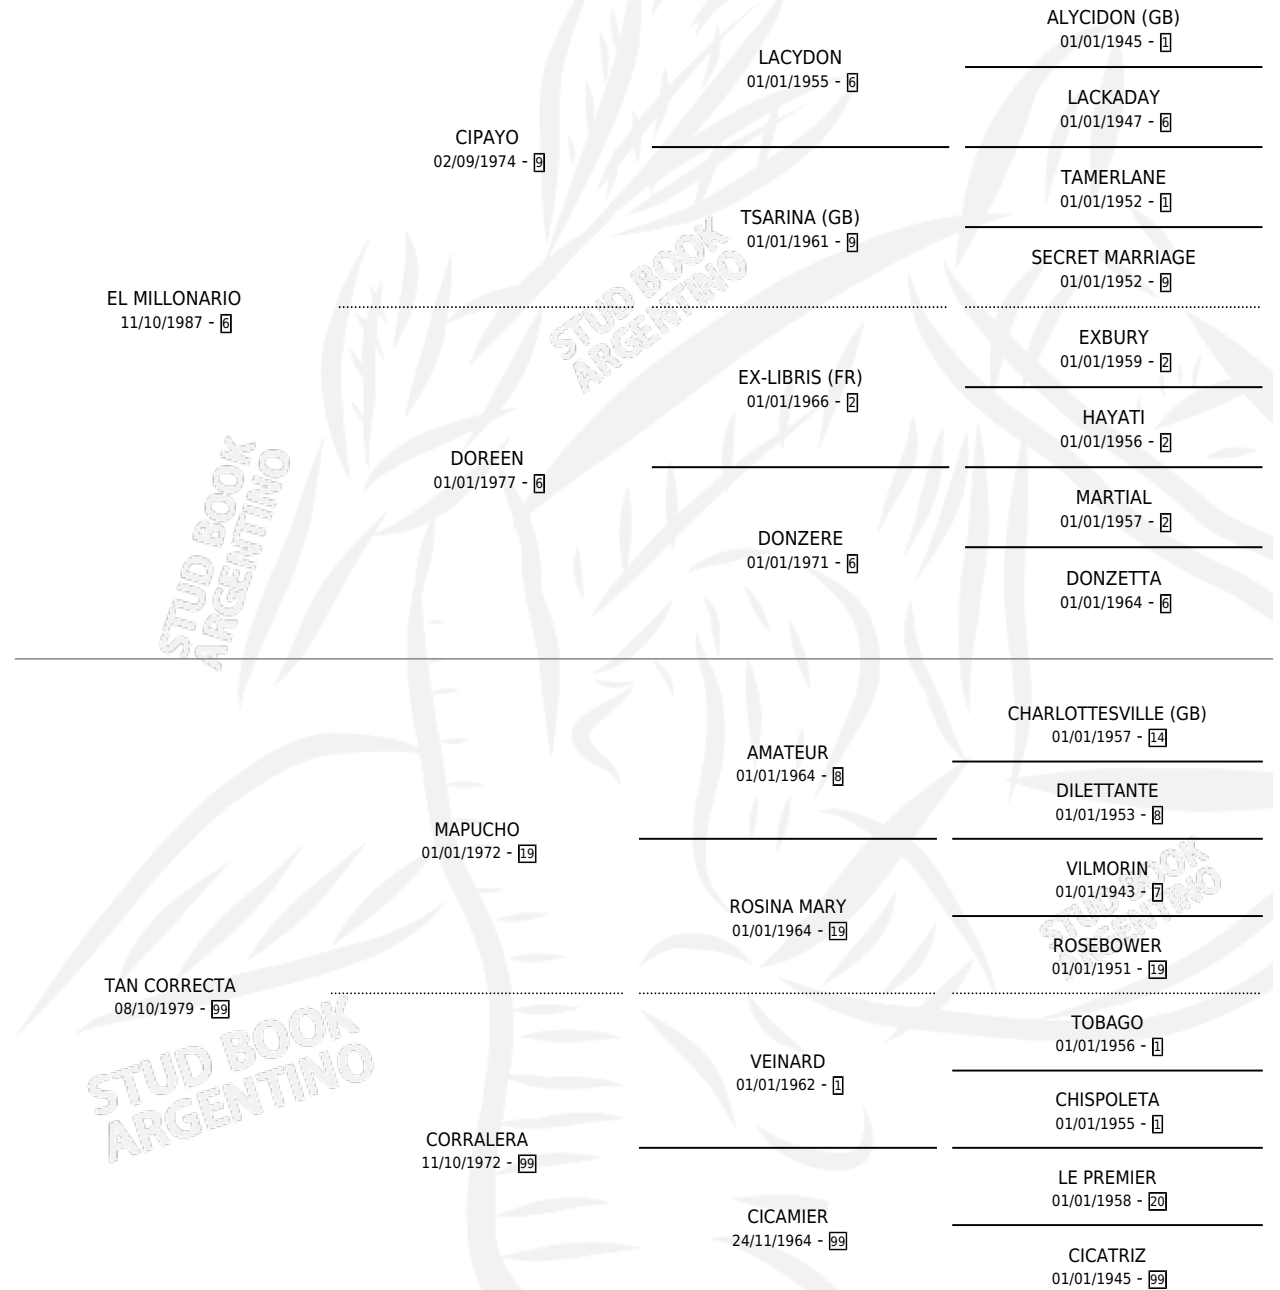 ALYCIDON (GB)
01/01/1945 - 1
LACYDON
01/01/1955 - 6
LACKADAY
01/01/1947 - 6
CIPAYO
02/09/1974 - 9
TAMERLANE
01/01/1952 - 1
TSARINA (GB)
01/01/1961 - 9
SECRET MARRIAGE
01/01/1952 - 9
EL MILLONARIO
11/10/1987 - 6
EXBURY
01/01/1959 - 2
EX-LIBRIS (FR)
01/01/1966 - 2
HAYATI
01/01/1956 - 2
DOREEN
01/01/1977 - 6
MARTIAL
01/01/1957 - 2
DONZERE
01/01/1971 - 6
DONZETTA
01/01/1964 - 6
CHARLOTTESVILLE (GB)
01/01/1957 - 14
AMATEUR
01/01/1964 - 8
DILETTANTE
01/01/1953 - 8
MAPUCHO
01/01/1972 - 19
VILMORIN
01/01/1943 - 7
ROSINA MARY
01/01/1964 - 19
ROSEBOWER
01/01/1951 - 19
TAN CORRECTA
08/10/1979 - 99
TOBAGO
01/01/1956 - 1
VEINARD
01/01/1962 - 1
CHISPOLETA
01/01/1955 - 1
CORRALERA
11/10/1972 - 99
LE PREMIER
01/01/1958 - 20
CICAMIER
24/11/1964 - 99
CICATRIZ
01/01/1945 - 99
STUD BOOK
ARGENTINO
STUD BOOK
ARGENTINO
STUD BOOK
ARGENTINO
STUD BOOK
ARGENTINO